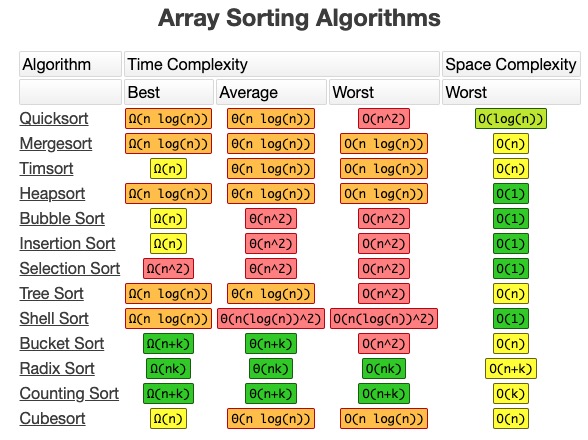 Array Sorting Algorithms
Algorithm Time Complexity Space Complexity
Best Average Worst Worst
Quicksort Ω(n log(n)) θ(n log(n)) O(n^2) O(log(n))
Mergesort Ω(n log(n)) θ(n log(n)) O(n log(n)) O(n)
Timsort Ω(n) θ(n log(n)) O(n log(n)) O(n)
Heapsort Ω(n log(n)) θ(n log(n)) O(n log(n)) O(1)
Bubble Sort Ω(n) θ(n^2) O(n^2) O(1)
Insertion Sort Ω(n) θ(n^2) O(n^2) O(1)
Selection Sort Ω(n^2) θ(n^2) O(n^2) O(1)
Tree Sort Ω(n log(n)) θ(n log(n)) O(n^2) O(n)
Shell Sort Ω(n log(n)) θ(n(log(n))^2) O(n(log(n))^2) O(1)
Bucket Sort Ω(n+k) θ(n+k) O(n^2) O(n)
Radix Sort Ω(nk) θ(nk) O(nk) O(n+k)
Counting Sort Ω(n+k) θ(n+k) O(n+k) O(k)
Cubesort Ω(n) θ(n log(n)) O(n log(n)) O(n)